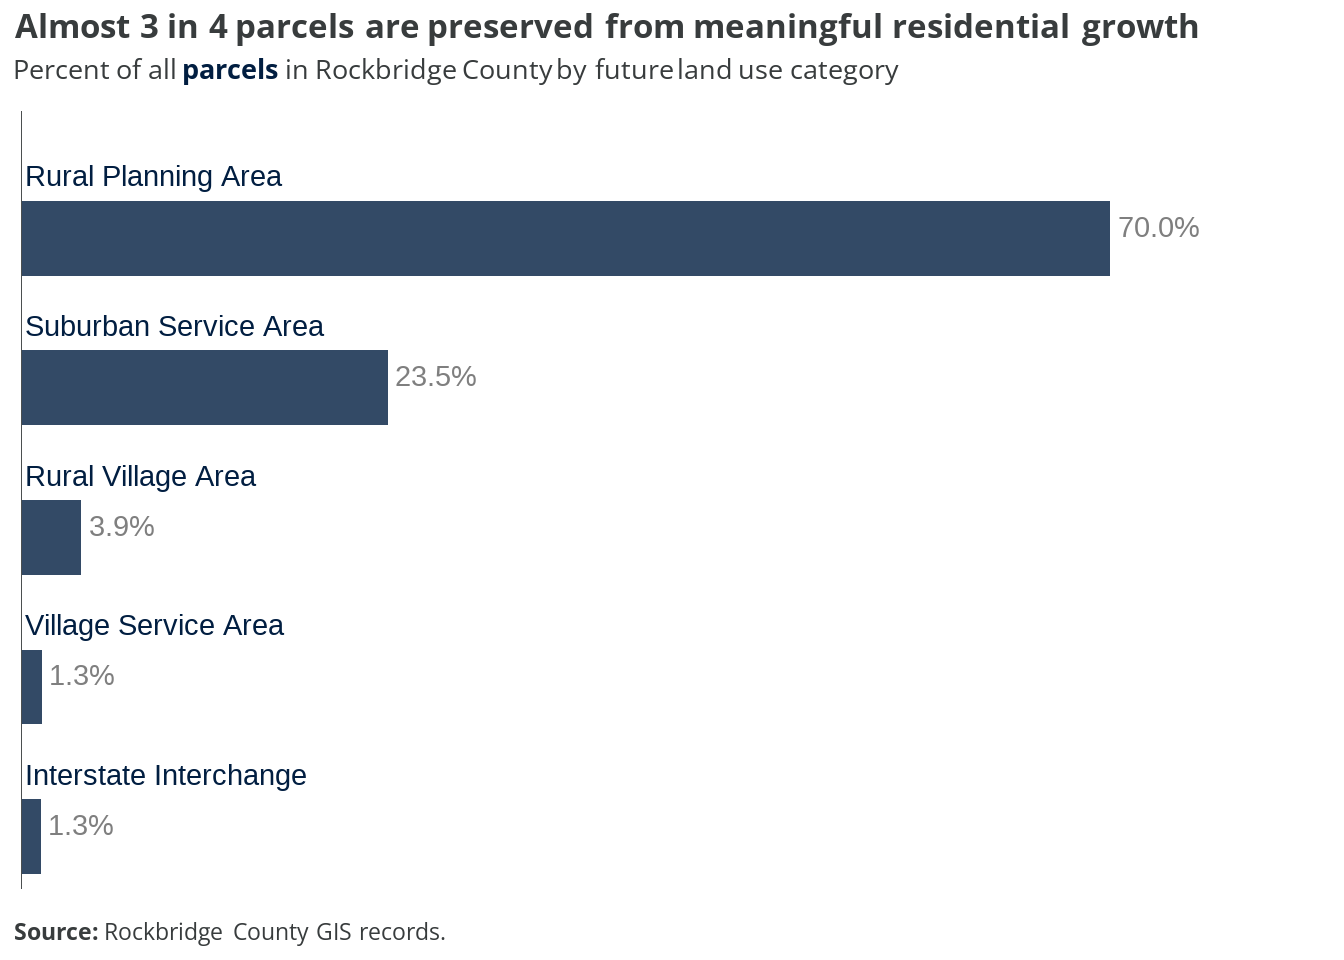 Almost 3 in 4 parcels are preserved from meaningful residential growth
Percent of all parcels in Rockbridge County by future land use category
Rural Planning Area
70.0%
Suburban Service Area
23.5%
Rural Village Area
3.9%
Village Service Area
1.3%
Interstate Interchange
1.3%
Source: Rockbridge County GIS records.